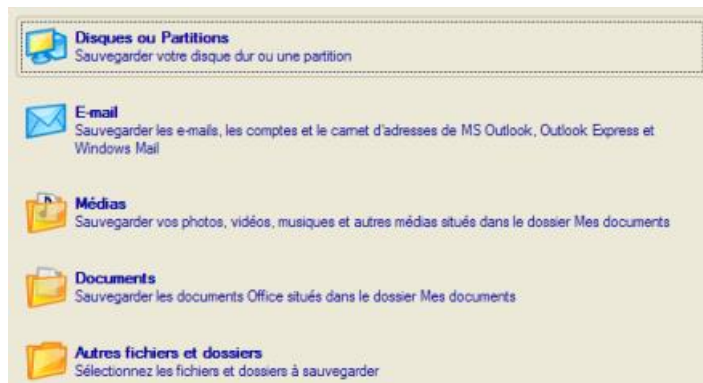 Disques ou Partitions
Sauvegarder votre disque dur ou une partition
E-mail
Sauvegarder les e-mails, les comptes et le carnet d'adresses de MS Outlook, Outlook Express et
Windows Mail
Médias
Sauvegarder vos photos, vidéos, musiques et autres médias situés dans le dossier Mes documents
Documents
Sauvegarder les documents Office situés dans le dossier Mes documents
Autres fichiers et dossiers
Sélectionnez les fichiers et dossiers à sauvegarder